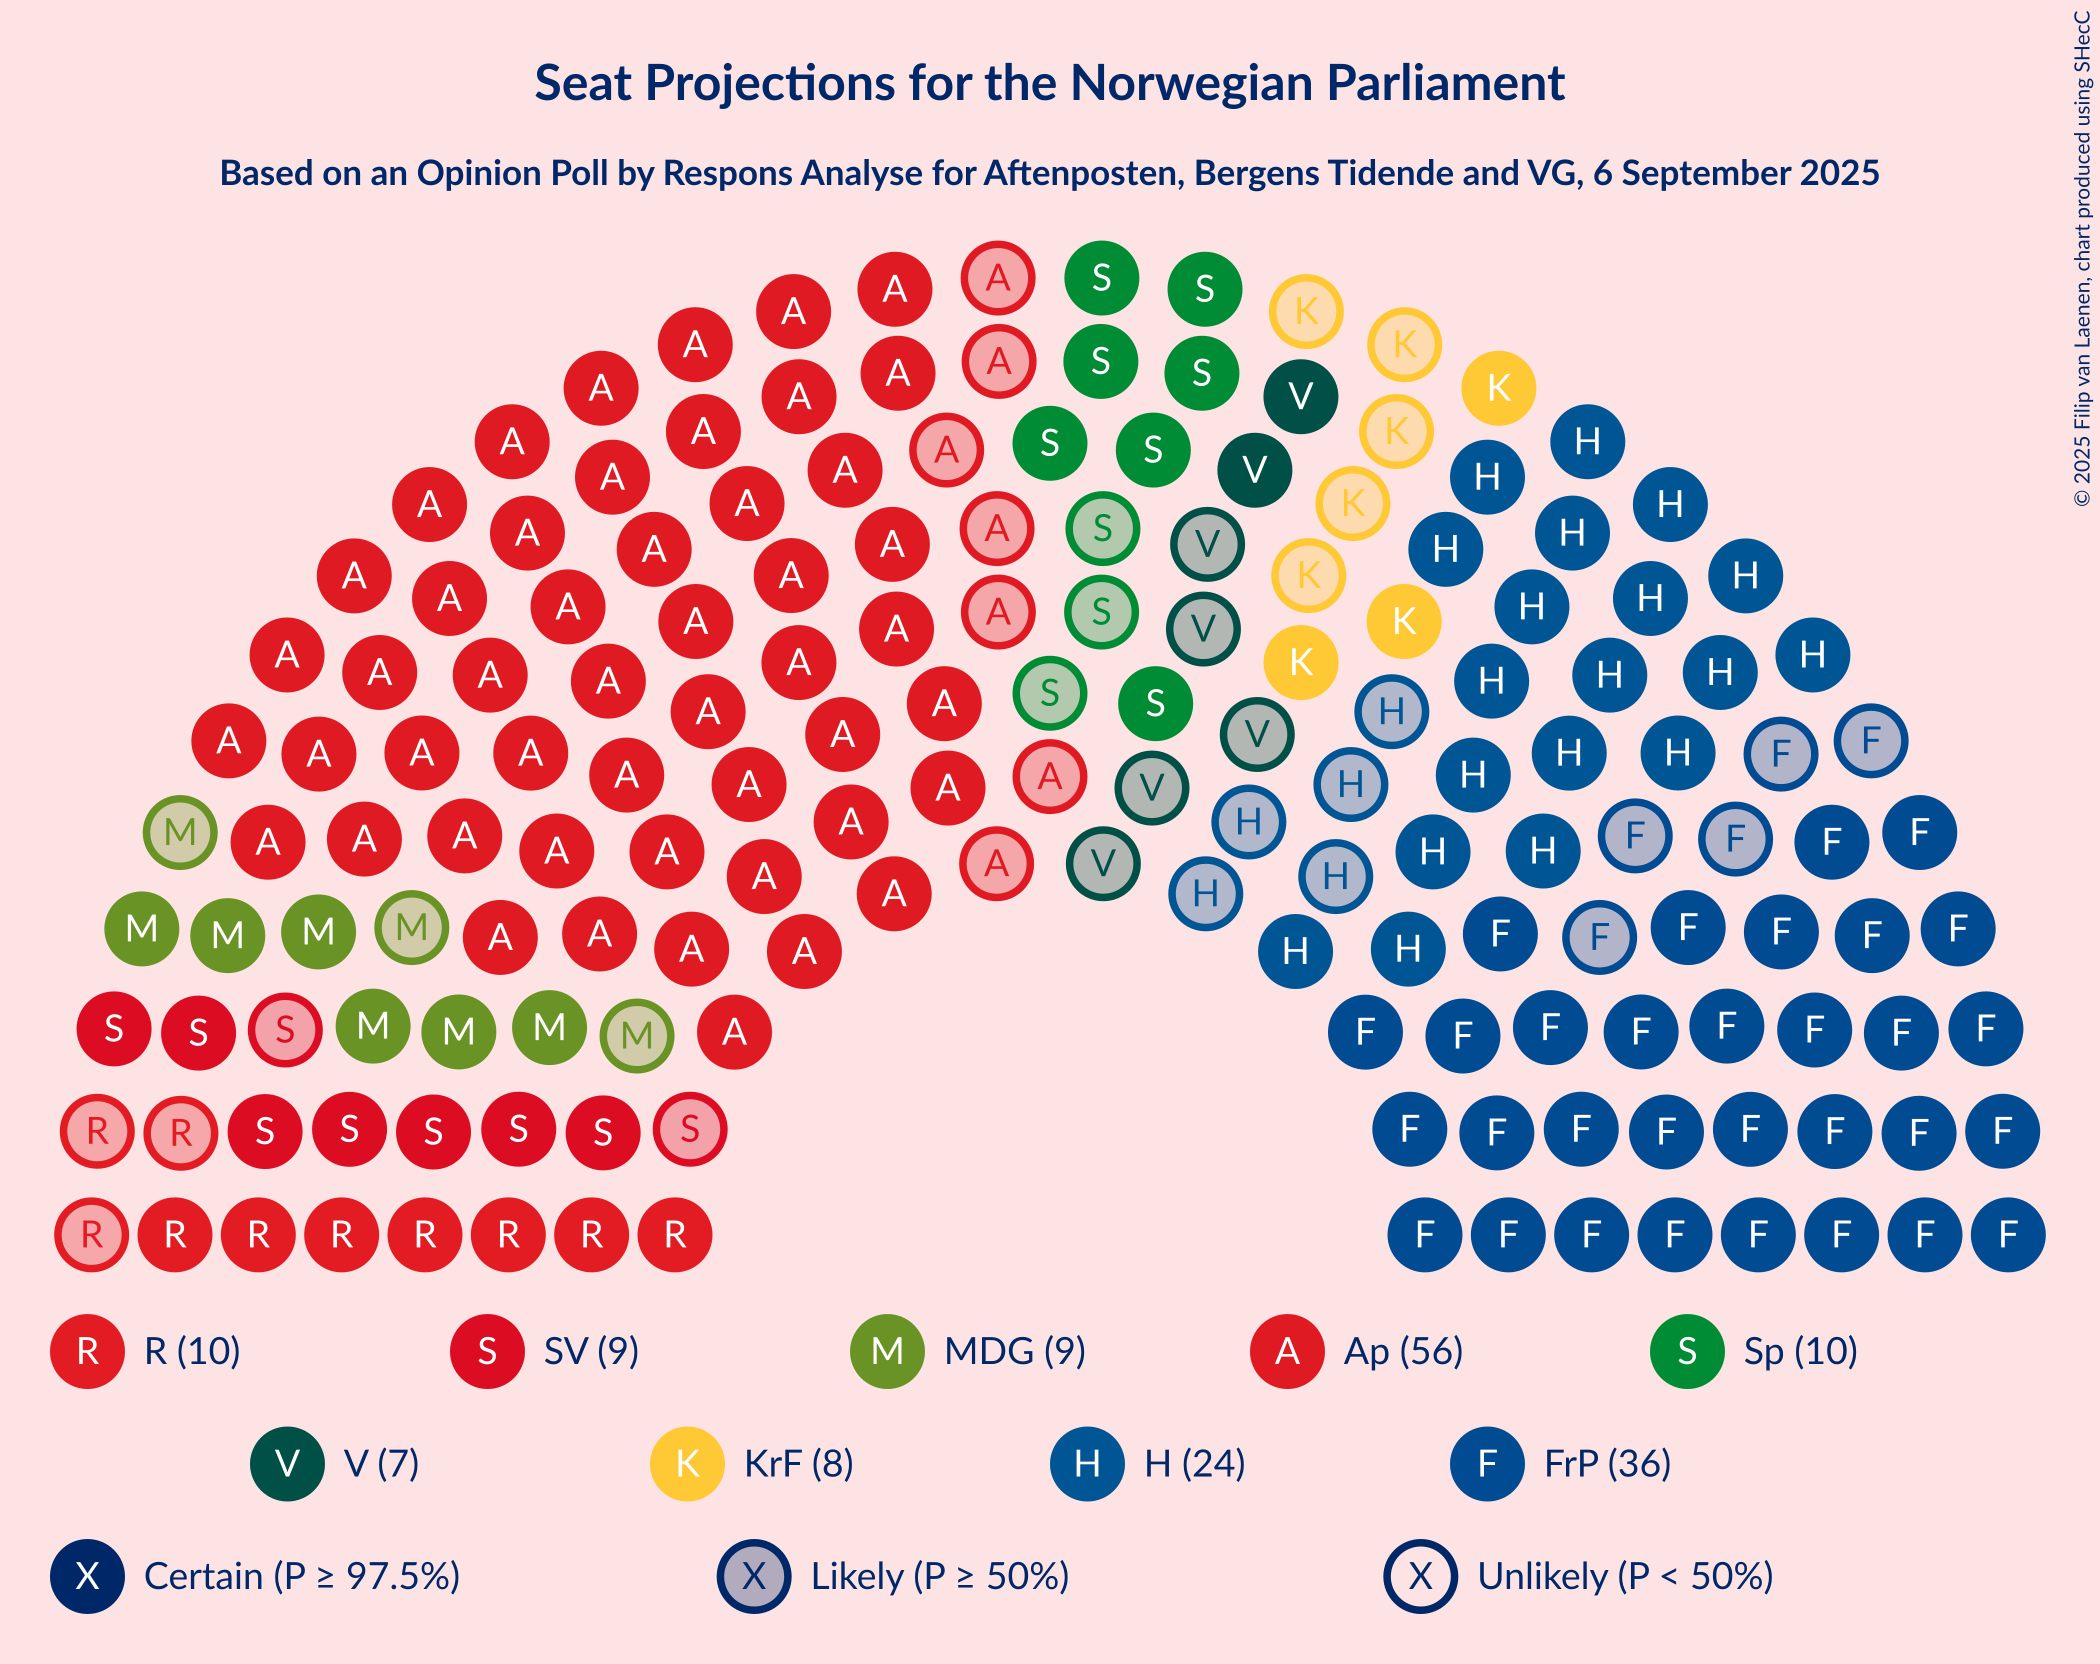 Seat Projections for the Norwegian Parliament
Based on an Opinion Poll by Respons Analyse for Aftenposten, Bergens Tidende and VG, 6 September 2025
© 2025 Filip van Laenen, chart produced using SHecC
A A A A S S K K
A A A A S S V K K H
A A A A A S S V K H H H
A A A A A A S V K H H H H
A A A A A A S V K K H H H H
A A A A A A A S S V K H H H H H
A A A A A A A A A V V H H H H H F F
M A A A A A A A A V H H H H F F F F
M M M M A A A A A H H H F F F F F F
S S S M M M M A F F F F F F F F
R R S S S S S S F F F F F F F F
R R R R R R R R F F F F F F F F
R R (10) S SV (9) M MDG (9) A Ap (56) S Sp (10)
V V (7) K KrF (8) H H (24) F FrP (36)
X Certain (P ≥ 97.5%) X Likely (P ≥ 50%) X Unlikely (P < 50%)